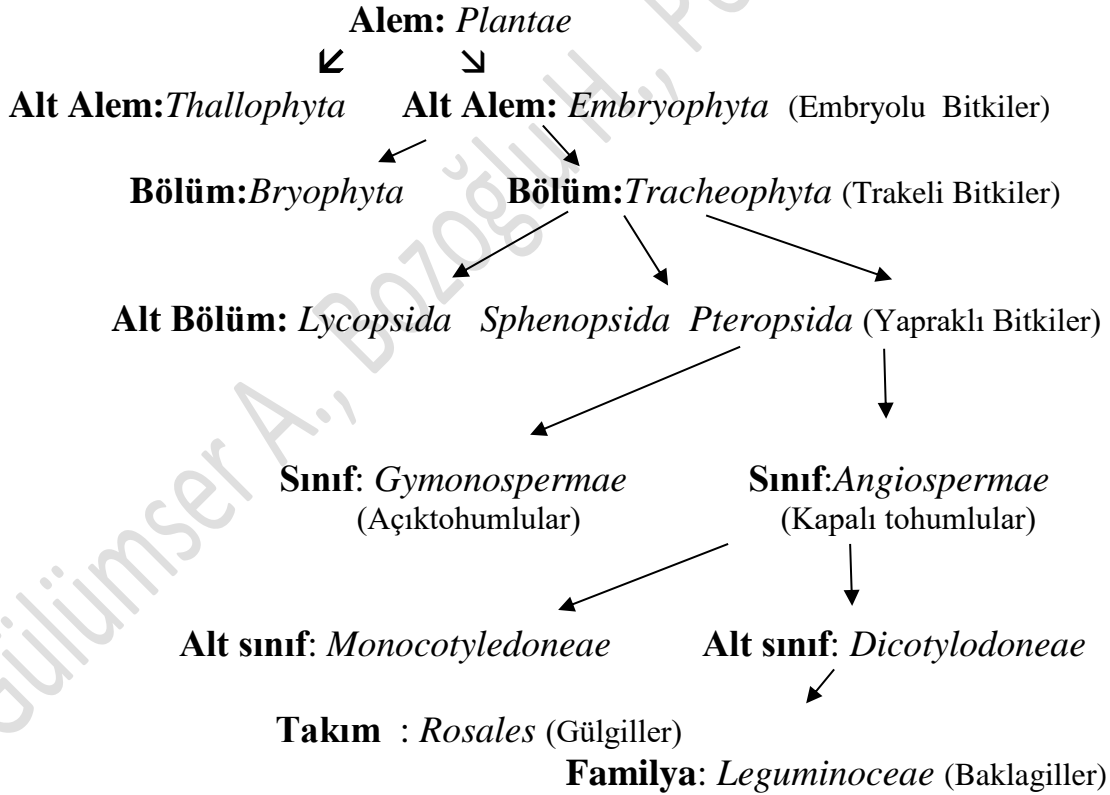 Alem: Plantae
Alt Alem:Thallophyta Alt Alem: Embryophyta (Embryolu Bitkiler)
Bölüm:Bryophyta Bölüm:Tracheophyta (Trakeli Bitkiler)
Alt Bölüm: Lycopsida Sphenopsida Pteropsida (Yapraklı Bitkiler)
Sınıf: Gymonospermae Sınıf:Angiospermae
(Açıktohumlular) (Kapalı tohumlular)
Alt sınıf: Monocotyledoneae Alt sınıf: Dicotylodoneae
Takım : Rosales (Gülgiller)
Familya: Leguminoceae (Baklagiller)
Gülümser A., Bozoğlu H.,